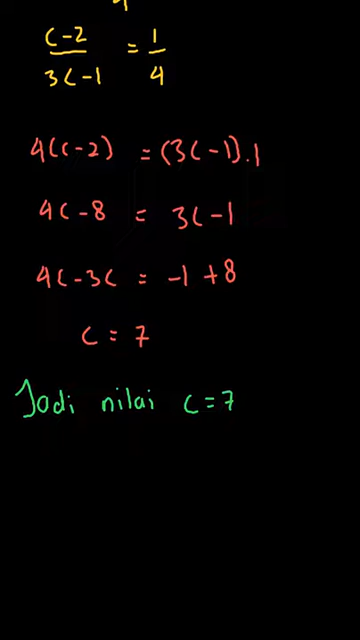 c-2 / 3c-1 = 1/4
4(c-2) = (3c-1).1
4c-8 = 3c-1
4c-3c = -1+8
c = 7
Jadi nilai c = 7